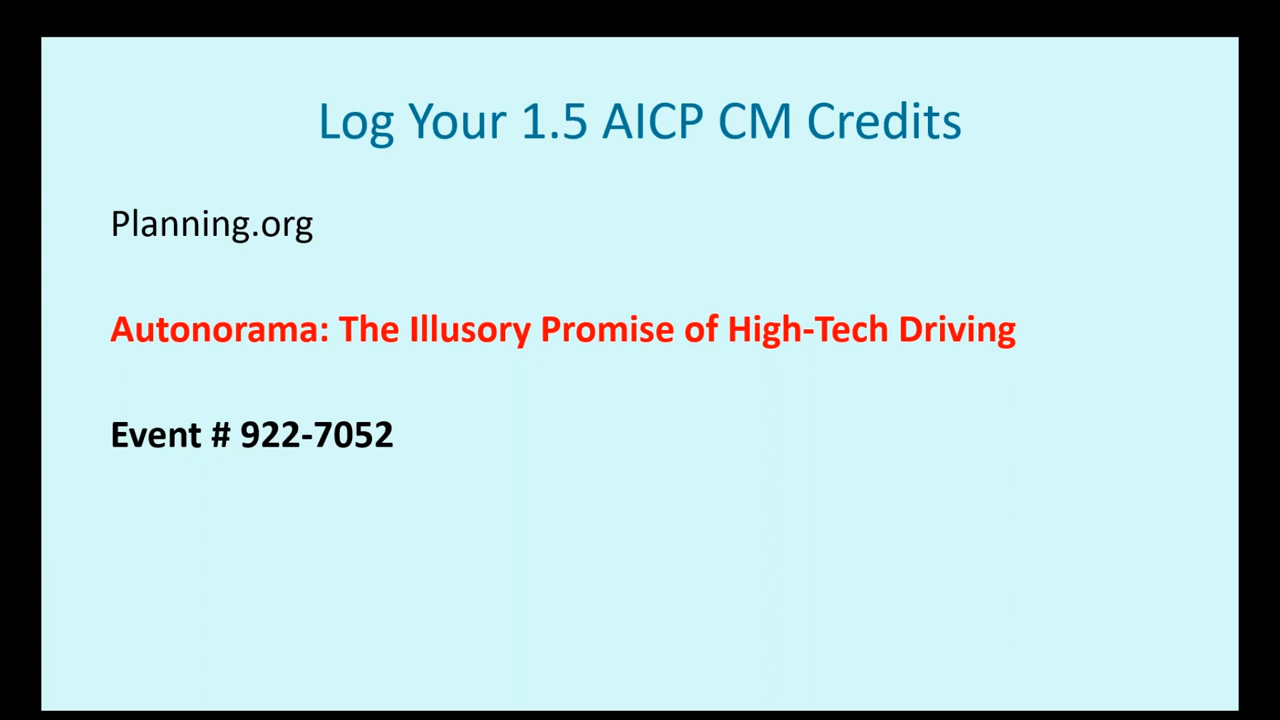 Log Your 1.5 AICP CM Credits
Planning.org
Autonorama: The Illusory Promise of High-Tech Driving
Event # 922-7052